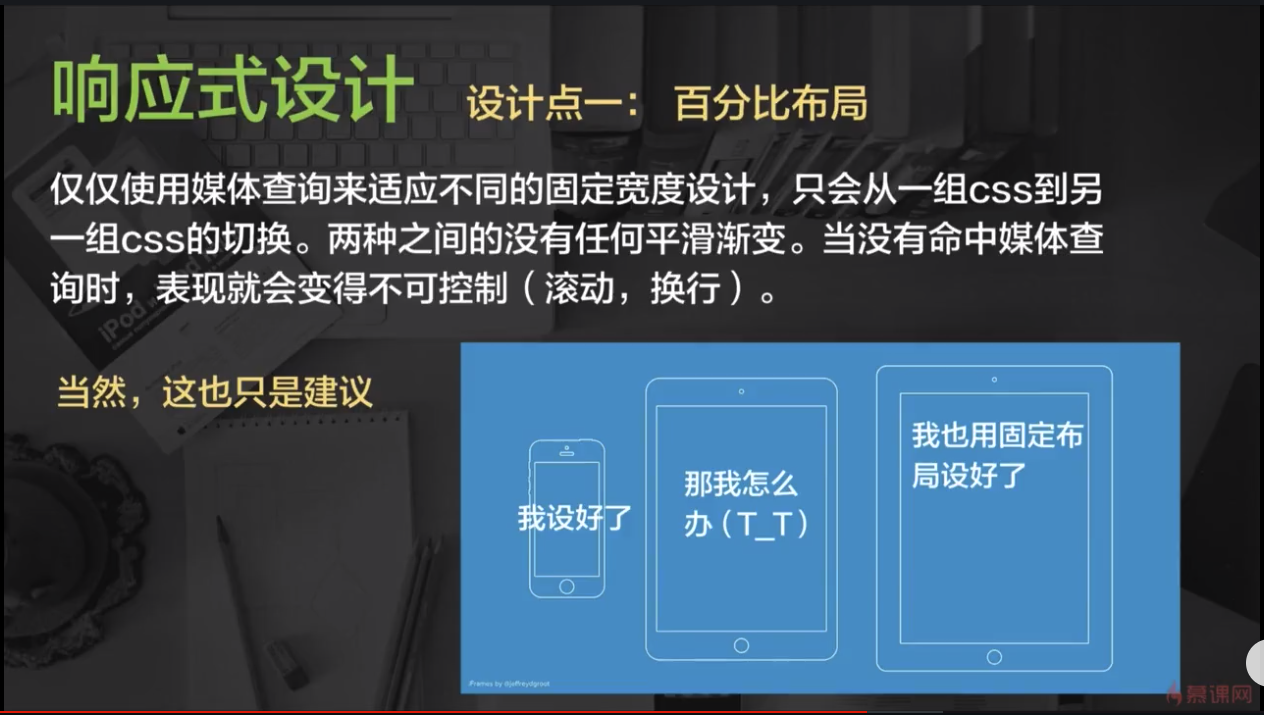 响应式设计
设计点一： 百分比布局
仅仅使用媒体查询来适应不同的固定宽度设计，只会从一组css到另
一组css的切换。两种之间的没有任何平滑渐变。当没有命中媒体查
询时，表现就会变得不可控制（滚动，换行）。
当然，这也只是建议
我设好了
那我怎么
办（T_T）
我也用固定布
局设好了
iFrames by @jeffreydgroot
慕课网